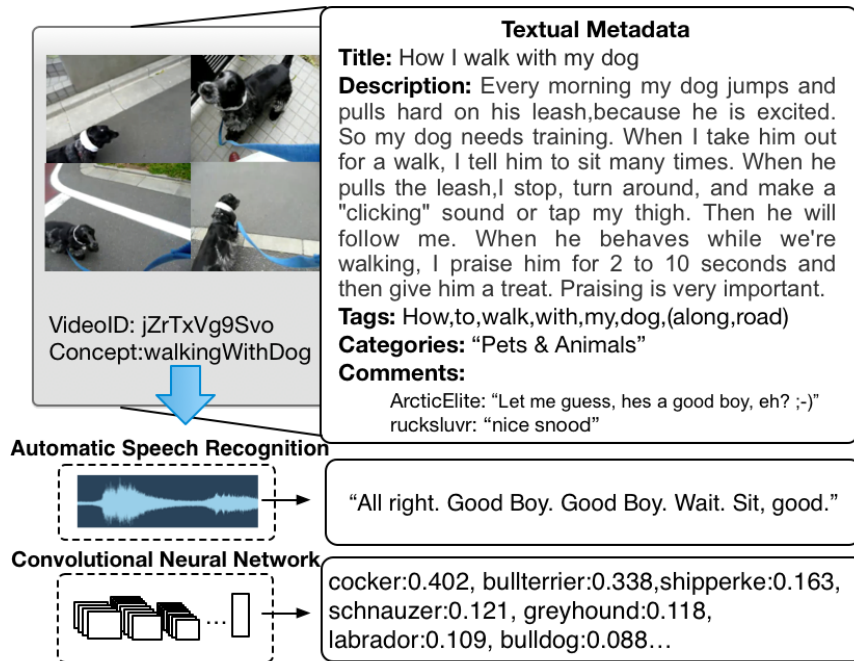 Textual Metadata
Title: How I walk with my dog
Description: Every morning my dog jumps and
pulls hard on his leash,because he is excited.
So my dog needs training. When I take him out
for a walk, I tell him to sit many times. When he
pulls the leash,I stop, turn around, and make a
"clicking" sound or tap my thigh. Then he will
follow me. When he behaves while we're
walking, I praise him for 2 to 10 seconds and
then give him a treat. Praising is very important.
Tags: How,to,walk,with,my,dog,(along,road)
Categories: “Pets & Animals”
Comments:
ArcticElite: “Let me guess, hes a good boy, eh? ;-)”
rucksluvr: “nice snood”
VideoID: jZrTxVg9Svo
Concept:walkingWithDog
Automatic Speech Recognition
“All right. Good Boy. Good Boy. Wait. Sit, good.”
Convolutional Neural Network
...
cocker:0.402, bullterrier:0.338,shipperke:0.163,
schnauzer:0.121, greyhound:0.118,
labrador:0.109, bulldog:0.088…